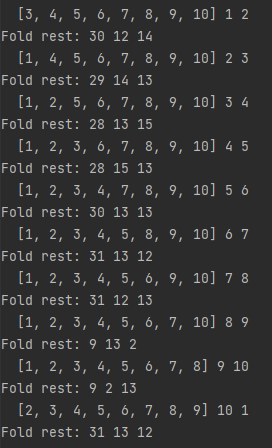 [3, 4, 5, 6, 7, 8, 9, 10] 1 2
Fold rest: 30 12 14
[1, 4, 5, 6, 7, 8, 9, 10] 2 3
Fold rest: 29 14 13
[1, 2, 5, 6, 7, 8, 9, 10] 3 4
Fold rest: 28 13 15
[1, 2, 3, 6, 7, 8, 9, 10] 4 5
Fold rest: 28 15 13
[1, 2, 3, 4, 7, 8, 9, 10] 5 6
Fold rest: 30 13 13
[1, 2, 3, 4, 5, 8, 9, 10] 6 7
Fold rest: 31 13 12
[1, 2, 3, 4, 5, 6, 9, 10] 7 8
Fold rest: 31 12 13
[1, 2, 3, 4, 5, 6, 7, 10] 8 9
Fold rest: 9 13 2
[1, 2, 3, 4, 5, 6, 7, 8] 9 10
Fold rest: 9 2 13
[2, 3, 4, 5, 6, 7, 8, 9] 10 1
Fold rest: 31 13 12